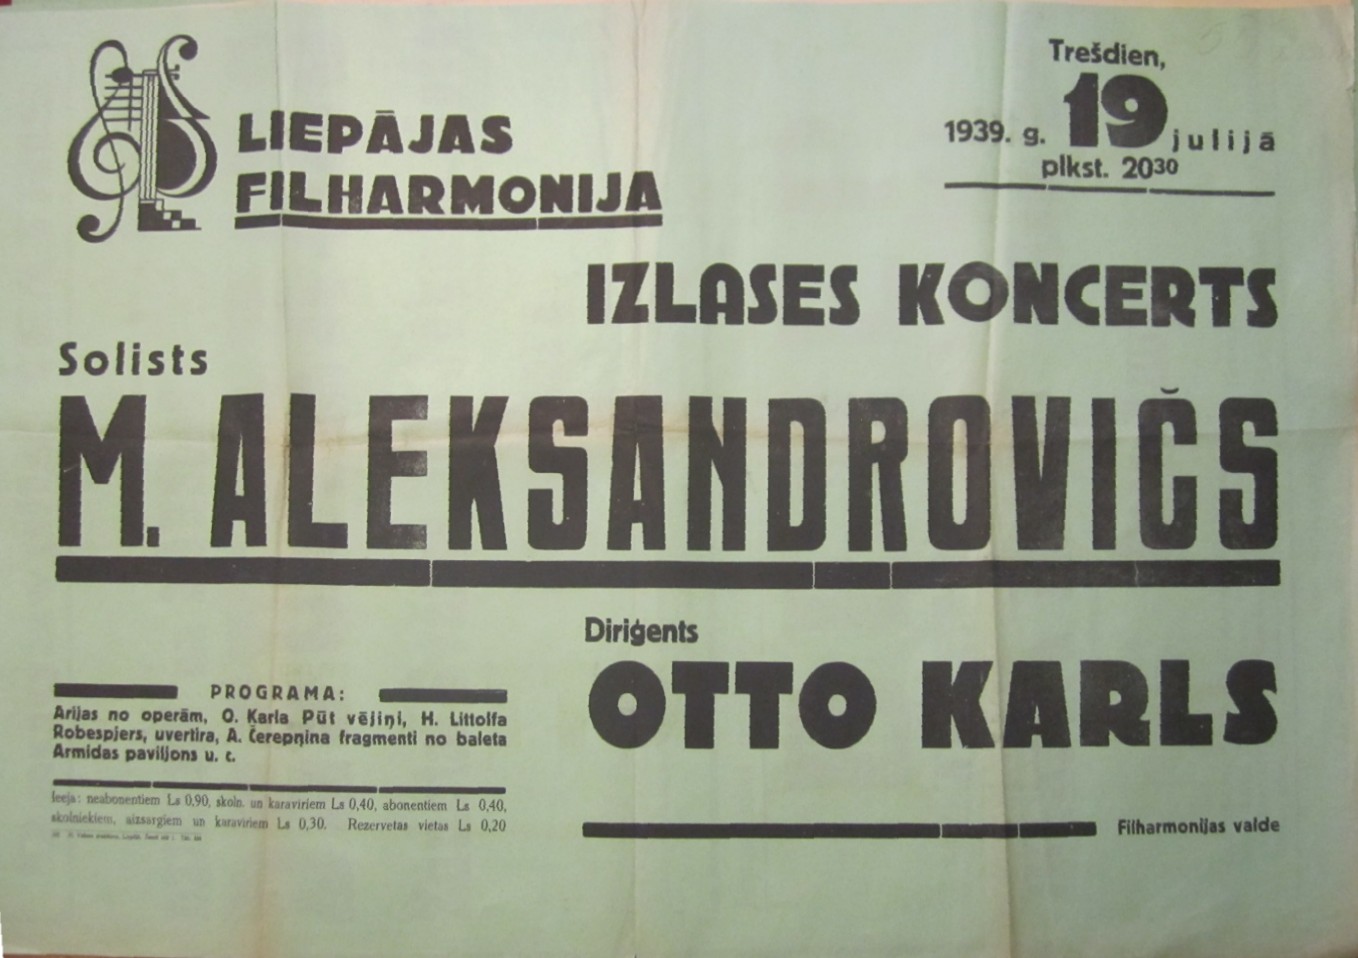 LIEPĀJAS
FILHARMONIJA
Trešdien,
1939. g. 19 julijā
plkst. 20³⁰
IZLASES KONCERTS
Solists
M. ALEKSANDROVIČS
Diriģents
OTTO KARLS
PROGRAMA:
Arijas no operām, O. Karla Pūt vējiņi, H. Littolfa
Robespjers, uvertira, A. Čerepņina fragmenti no baleta
Armidas paviljons u. c.
Ieeja: neabonentiem Ls 0,90, skoln. un karavīriem Ls 0,40, abonentiem Ls 0,40,
skolniekiem, aizsargiem un karavīriem Ls 0,30. Rezervetas vietas Ls 0,20
Filharmonijas valde